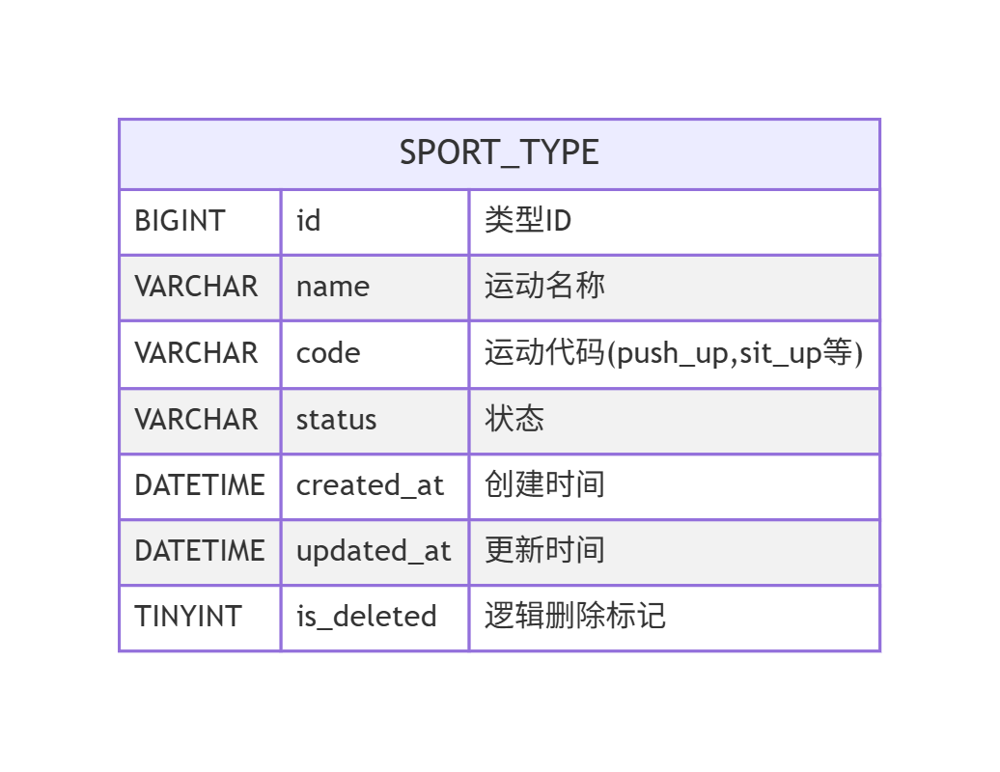 SPORT_TYPE
BIGINT id 类型ID
VARCHAR name 运动名称
VARCHAR code 运动代码(push_up,sit_up等)
VARCHAR status 状态
DATETIME created_at 创建时间
DATETIME updated_at 更新时间
TINYINT is_deleted 逻辑删除标记